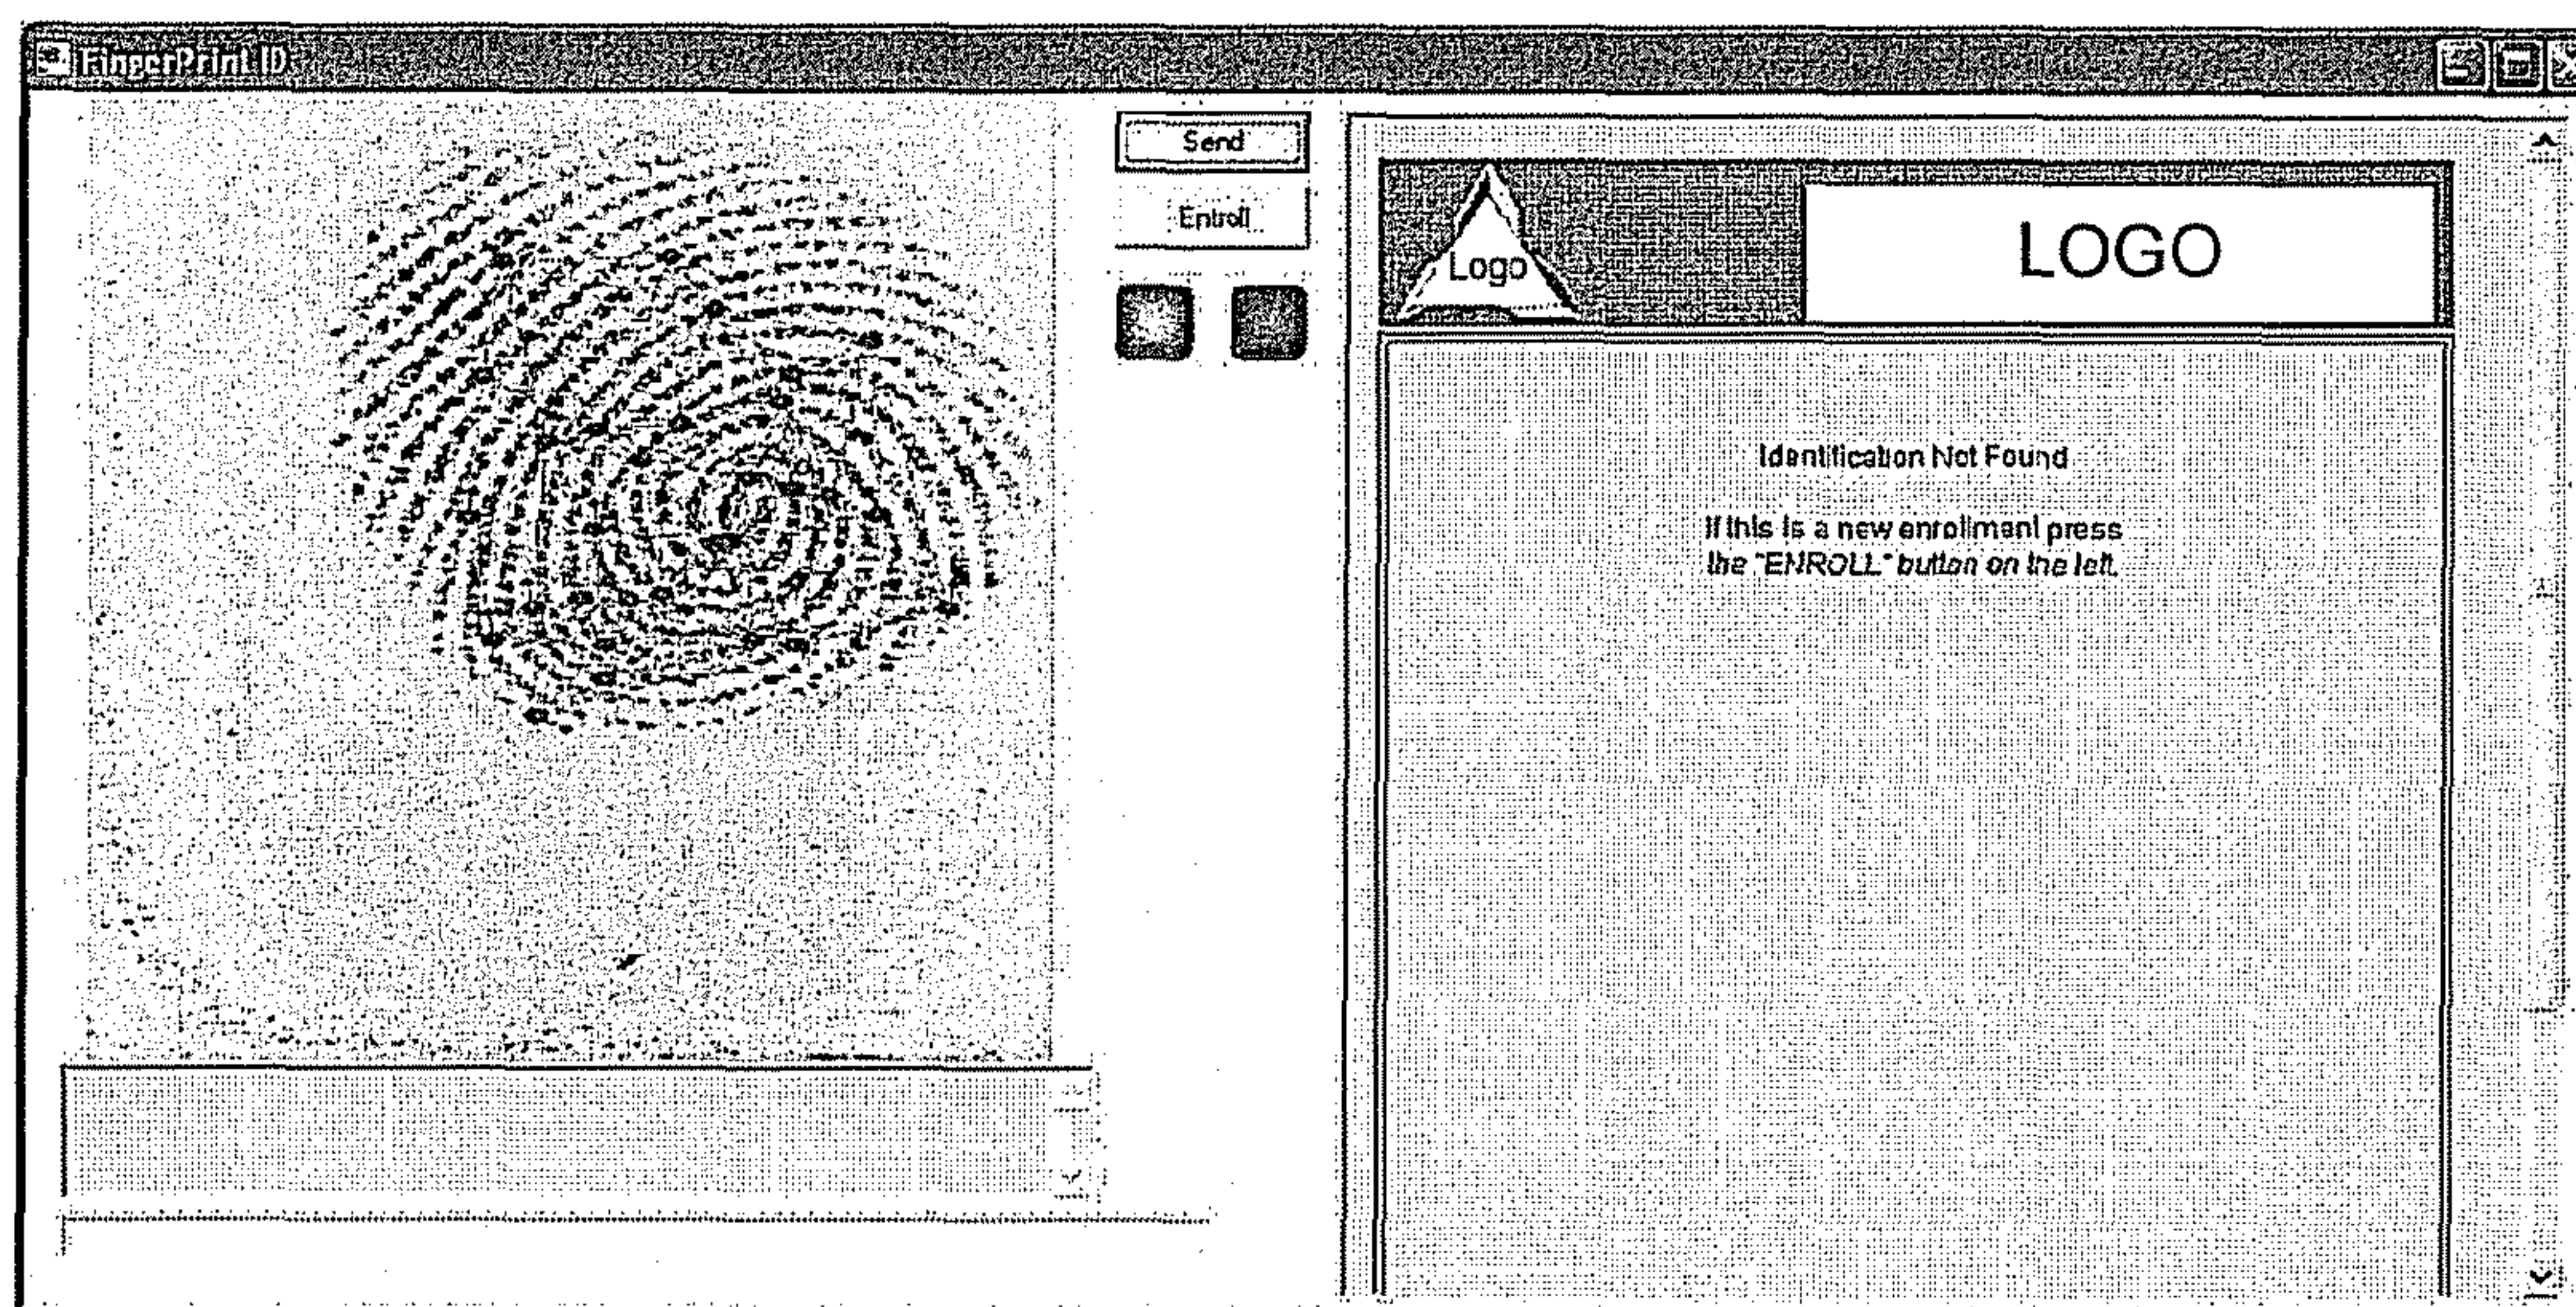 FingerPrint ID
Send
Enroll
Logo
LOGO
Identification Not Found
If this is a new enrollment press
the "ENROLL" button on the left.